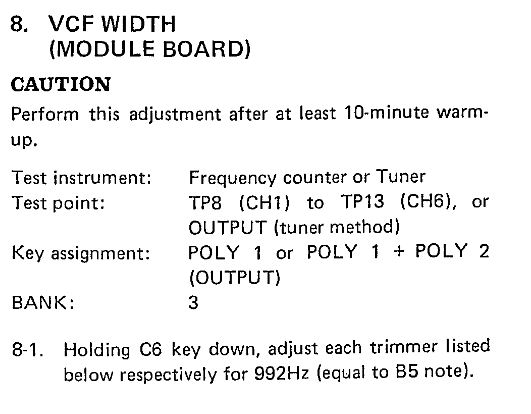 8. VCF WIDTH
(MODULE BOARD)
CAUTION
Perform this adjustment after at least 10-minute warm-
up.
Test instrument: Frequency counter or Tuner
Test point: TP8 (CH1) to TP13 (CH6), or
OUTPUT (tuner method)
Key assignment: POLY 1 or POLY 1 + POLY 2
(OUTPUT)
BANK: 3
8-1. Holding C6 key down, adjust each trimmer listed
below respectively for 992Hz (equal to B5 note).